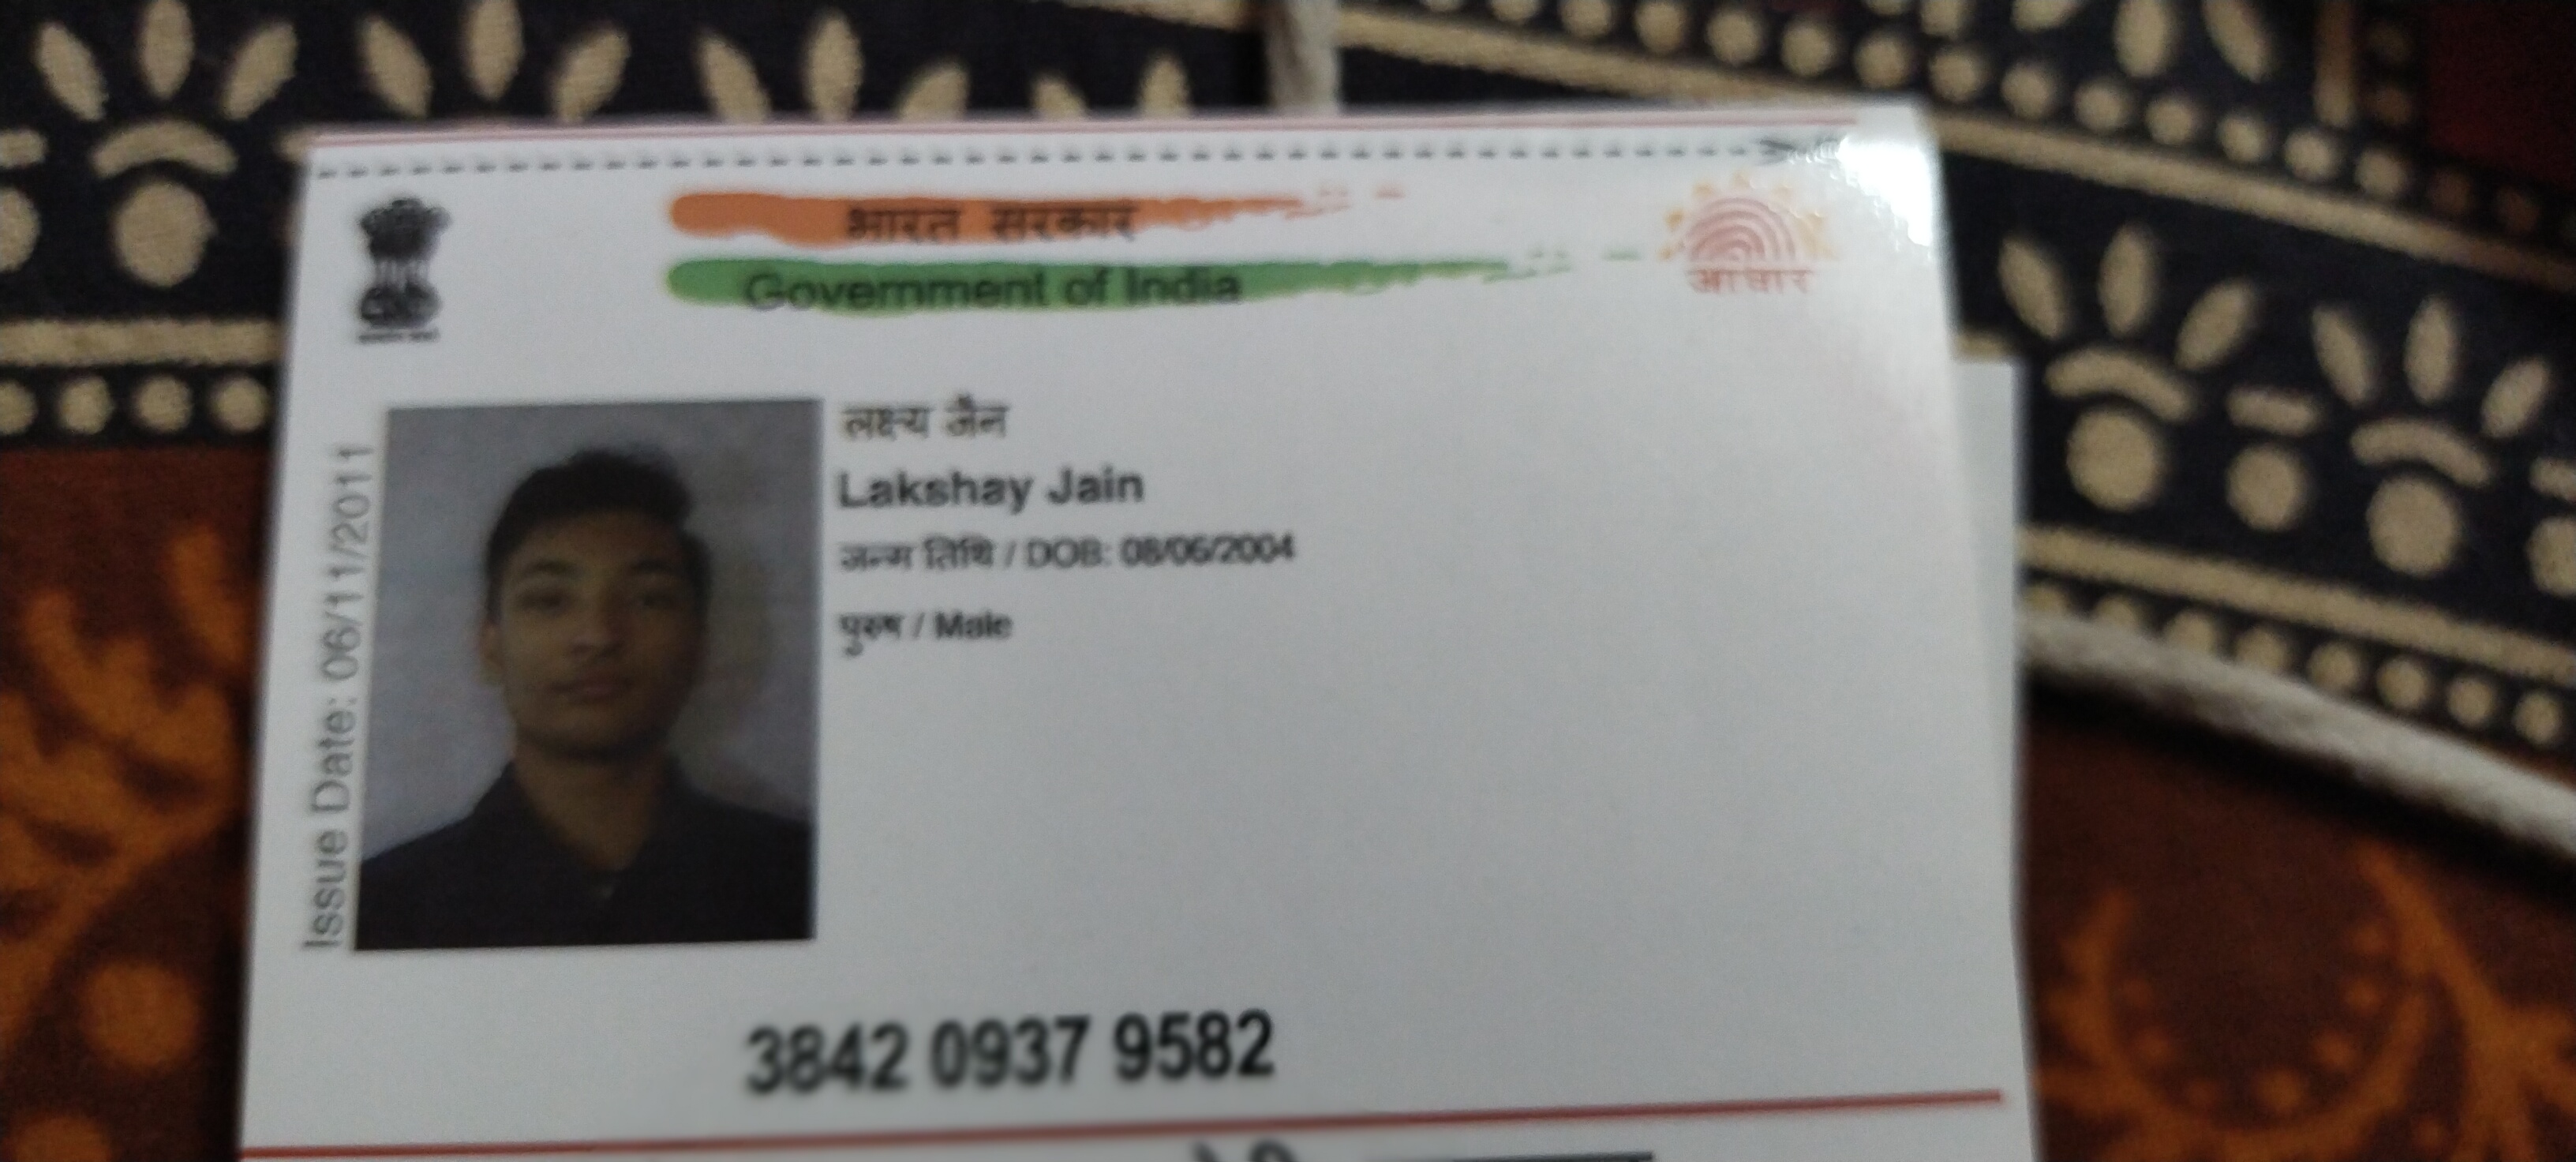 भारत सरकार
Government of India
आधार
Issue Date: 06/11/2011
लक्ष्य जैन
Lakshay Jain
जन्म तिथि / DOB: 08/06/2004
पुरुष / Male
3842 0937 9582